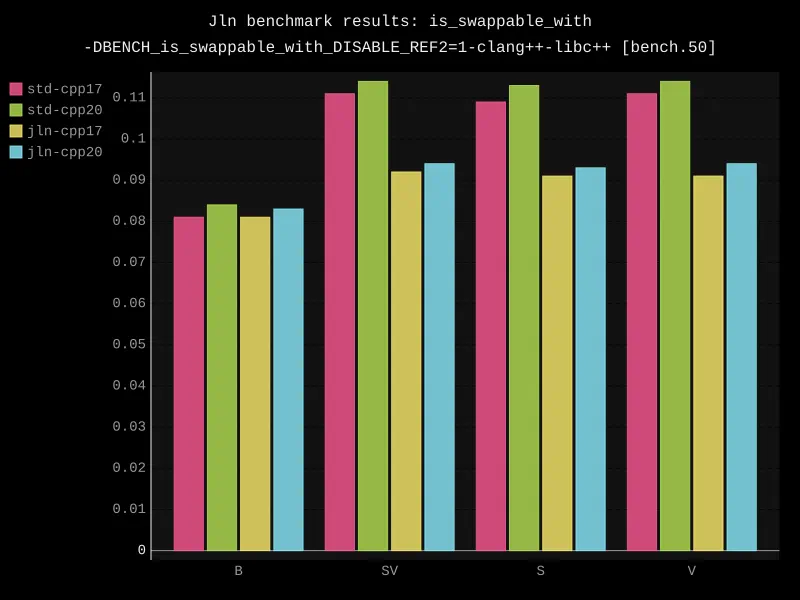 Jln benchmark results: is_swappable_with
-DBENCH_is_swappable_with_DISABLE_REF2=1-clang++-libc++ [bench.50]
std-cpp17
std-cpp20
jln-cpp17
jln-cpp20
0.11
0.1
0.09
0.08
0.07
0.06
0.05
0.04
0.03
0.02
0.01
0
B SV S V